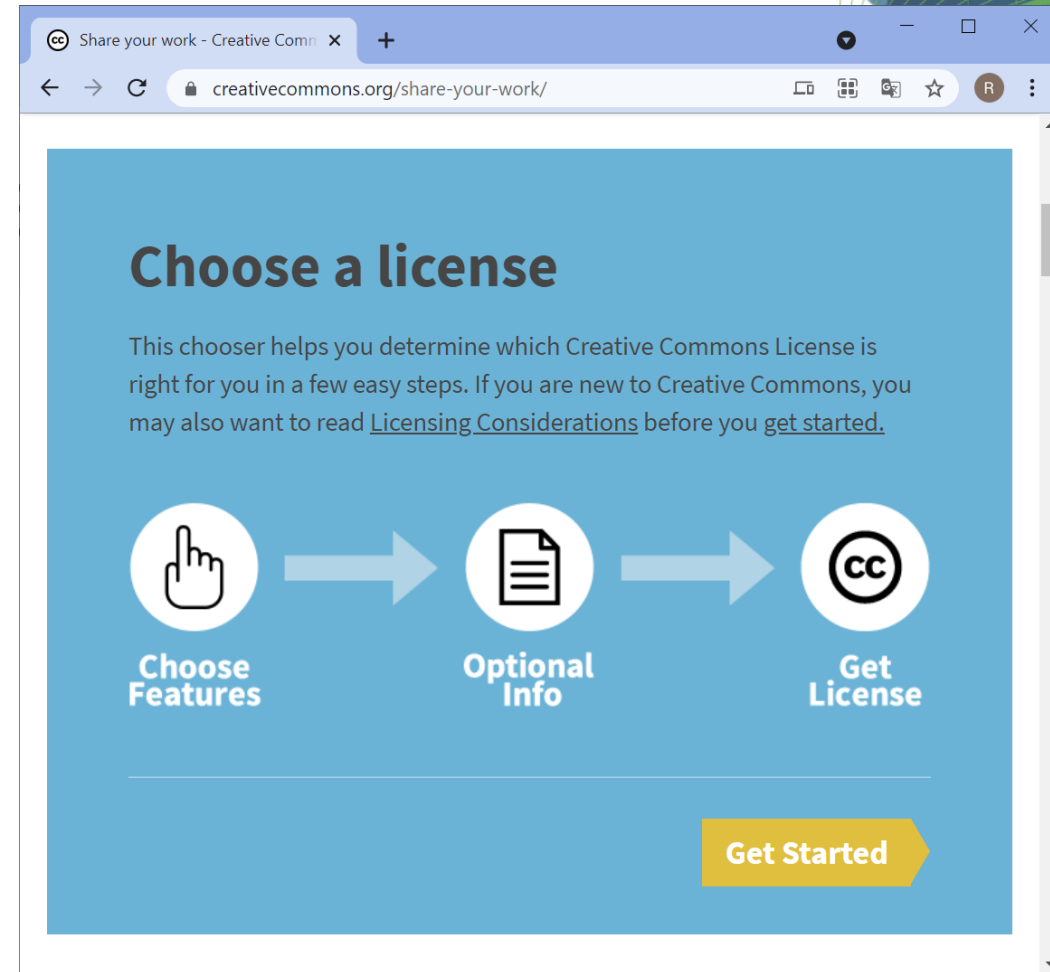 Share your work - Creative Comm
creativecommons.org/share-your-work/
R
Choose a license
This chooser helps you determine which Creative Commons License is
right for you in a few easy steps. If you are new to Creative Commons, you
may also want to read Licensing Considerations before you get started.
cc
Choose Features
Optional Info
Get License
Get Started